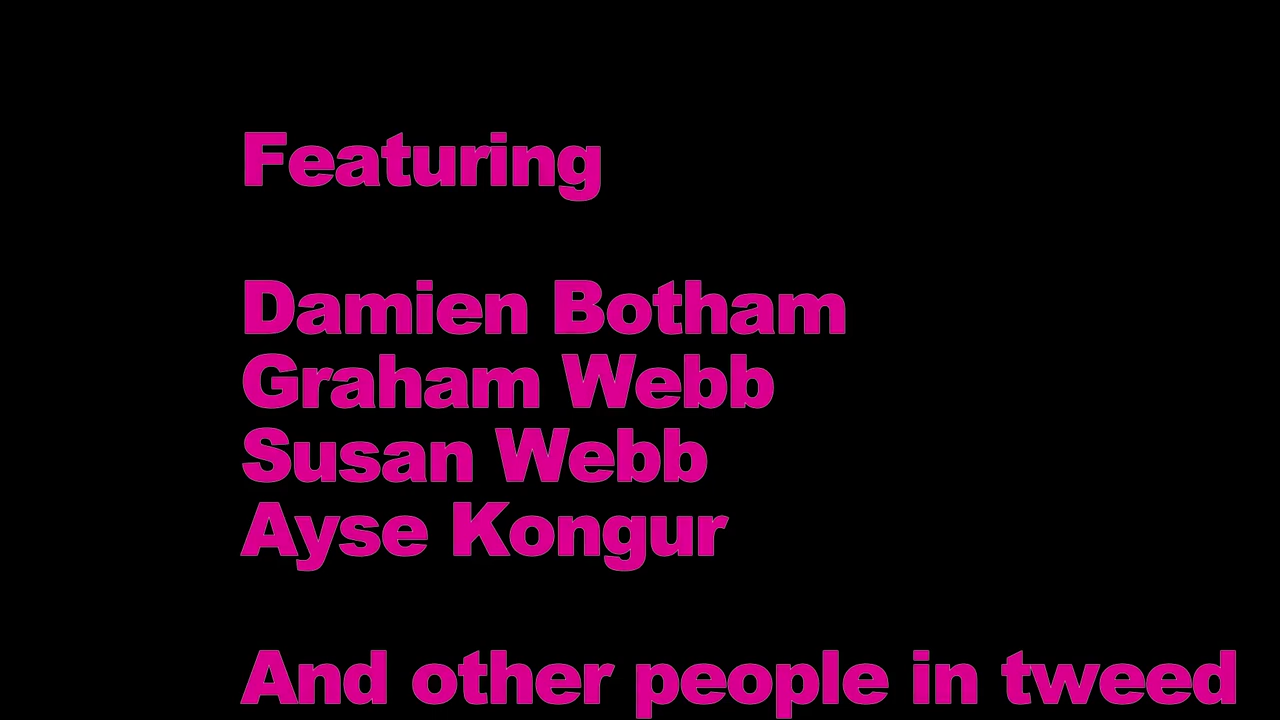 Featuring
Damien Botham
Graham Webb
Susan Webb
Ayse Kongur
And other people in tweed